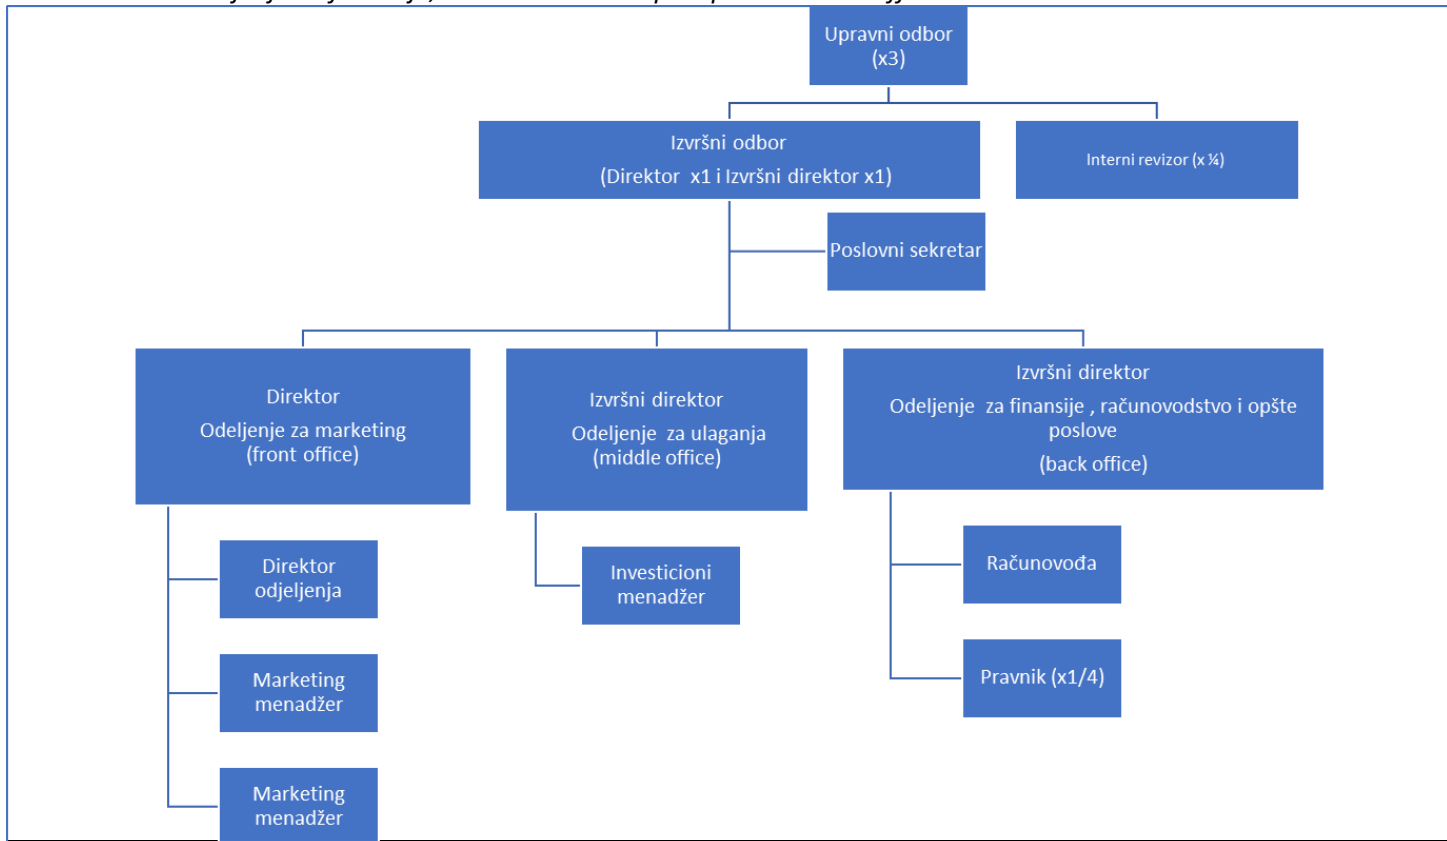 Upravni odbor
(x3)
Izvršni odbor
(Direktor x1 i Izvršni direktor x1)
Interni revizor (x ¼)
Poslovni sekretar
Direktor
Odeljenje za marketing
(front office)
Izvršni direktor
Odeljenje za ulaganja
(middle office)
Izvršni direktor
Odeljenje za finansije , računovodstvo i opšte
poslove
(back office)
Direktor
odjeljenja
Marketing
menadžer
Marketing
menadžer
Investicioni
menadžer
Računovođa
Pravnik (x1/4)